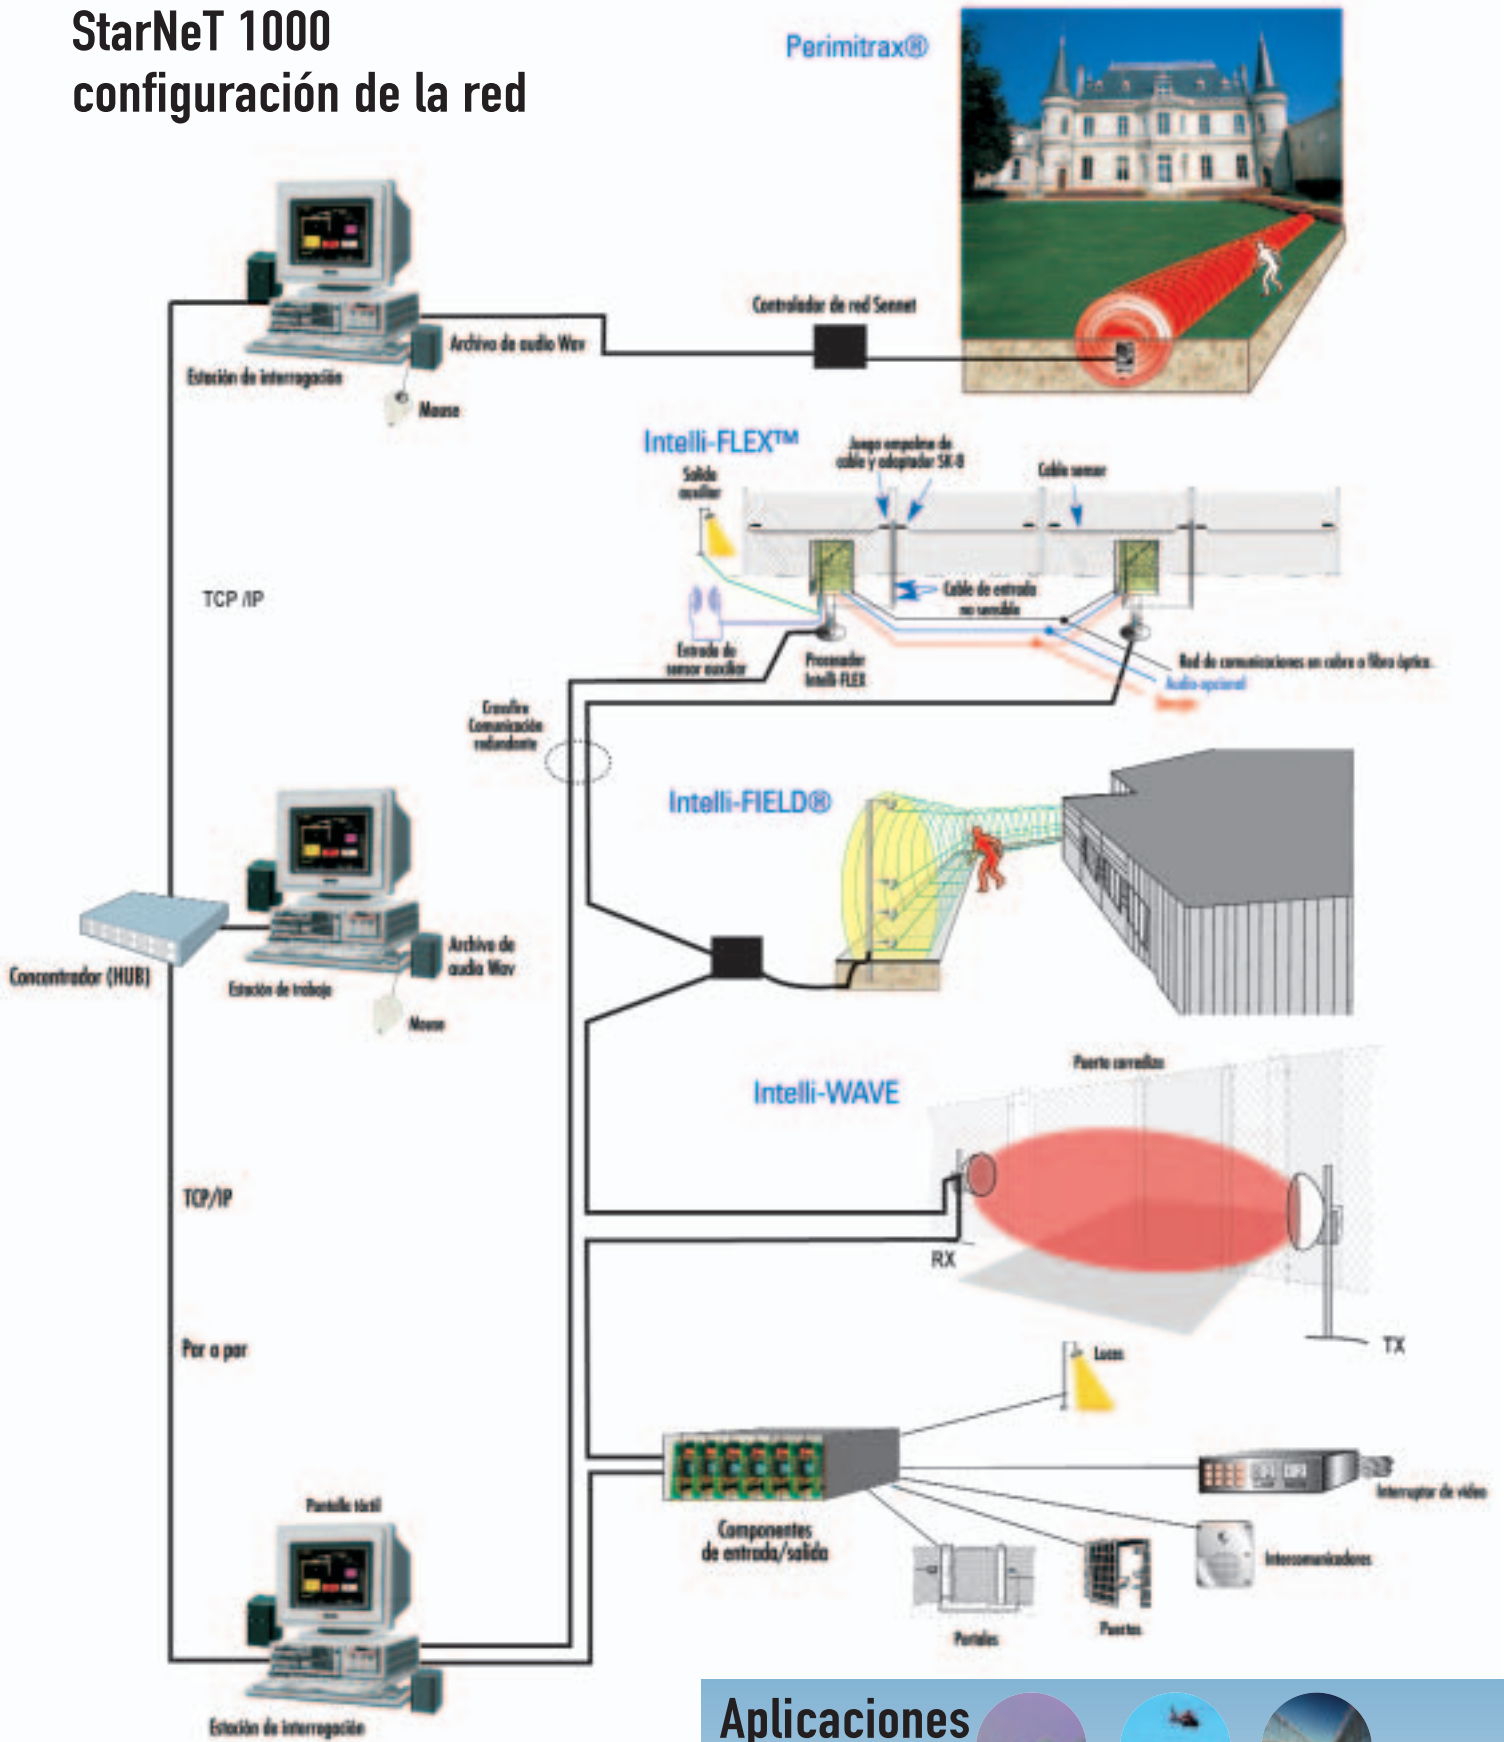 StarNeT 1000
configuración de la red
Perimitrax®
Controlador de red Sennet
Archivo de audio Wav
Estación de interrogación
Mouse
Intelli-FLEX™
Juego empalme de
cable y adaptador SK-8
Cable sensor
Salida
auxiliar
TCP /IP
Cable de entrada
no sensible
Entrada de
sensor auxiliar
Procesador
Intelli-FLEX
Red de comunicaciones en cobre o fibra óptica.
Audio opcional
Crossfire
Comunicación
redundante
Intelli-FIELD®
Concentrador (HUB)
Archivo de
audio Wav
Estación de trabajo
Mouse
Puerta corrediza
Intelli-WAVE
TCP/IP
RX
TX
Par a par
Luces
Interruptor de video
Pantalla táctil
Componentes
de entrada/salida
Intercomunicadores
Portales
Puertas
Estación de interrogación
Aplicaciones